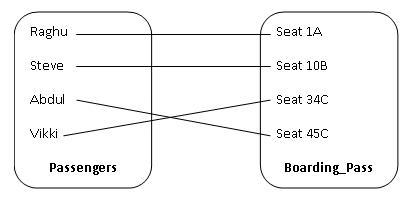 Raghu
Steve
Abdul
Vikki
Passengers
Seat 1A
Seat 10B
Seat 34C
Seat 45C
Boarding_Pass